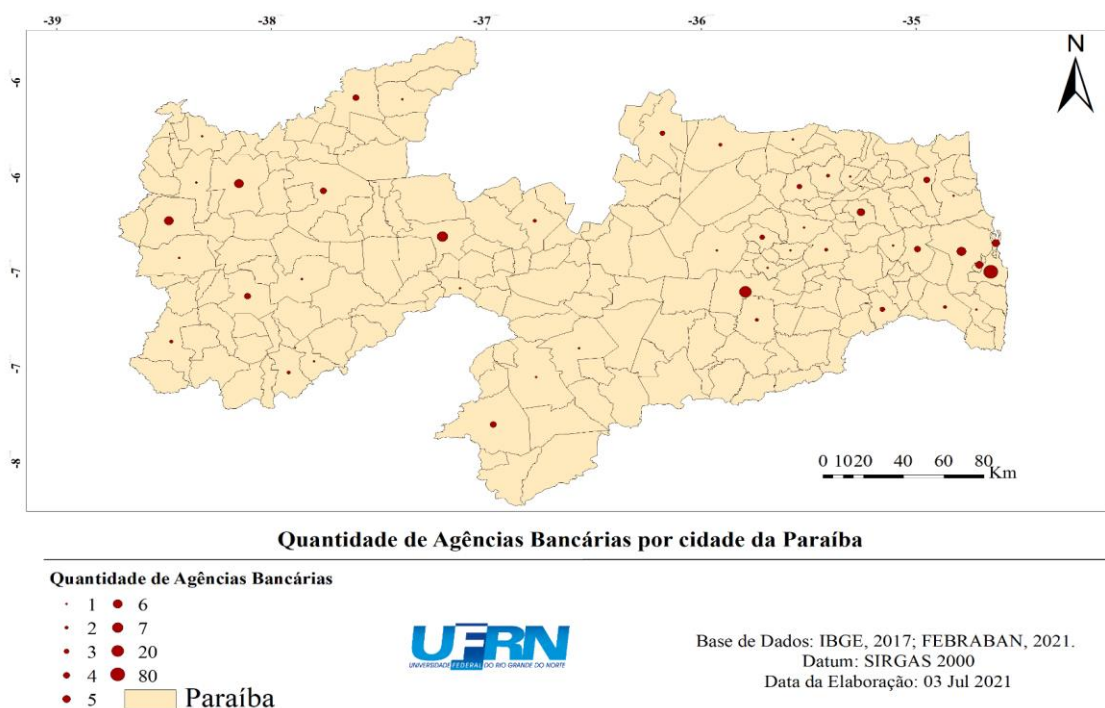 -39 -38 -37 -36 -35
N
-6
-6
-7
-7
-8
0 10 20 40 60 80
Km
Quantidade de Agências Bancárias por cidade da Paraíba
Quantidade de Agências Bancárias
1 6
2 7
3 20
4 80
5
Paraíba
UFRN
UNIVERSIDADE FEDERAL DO RIO GRANDE DO NORTE
Base de Dados: IBGE, 2017; FEBRABAN, 2021.
Datum: SIRGAS 2000
Data da Elaboração: 03 Jul 2021